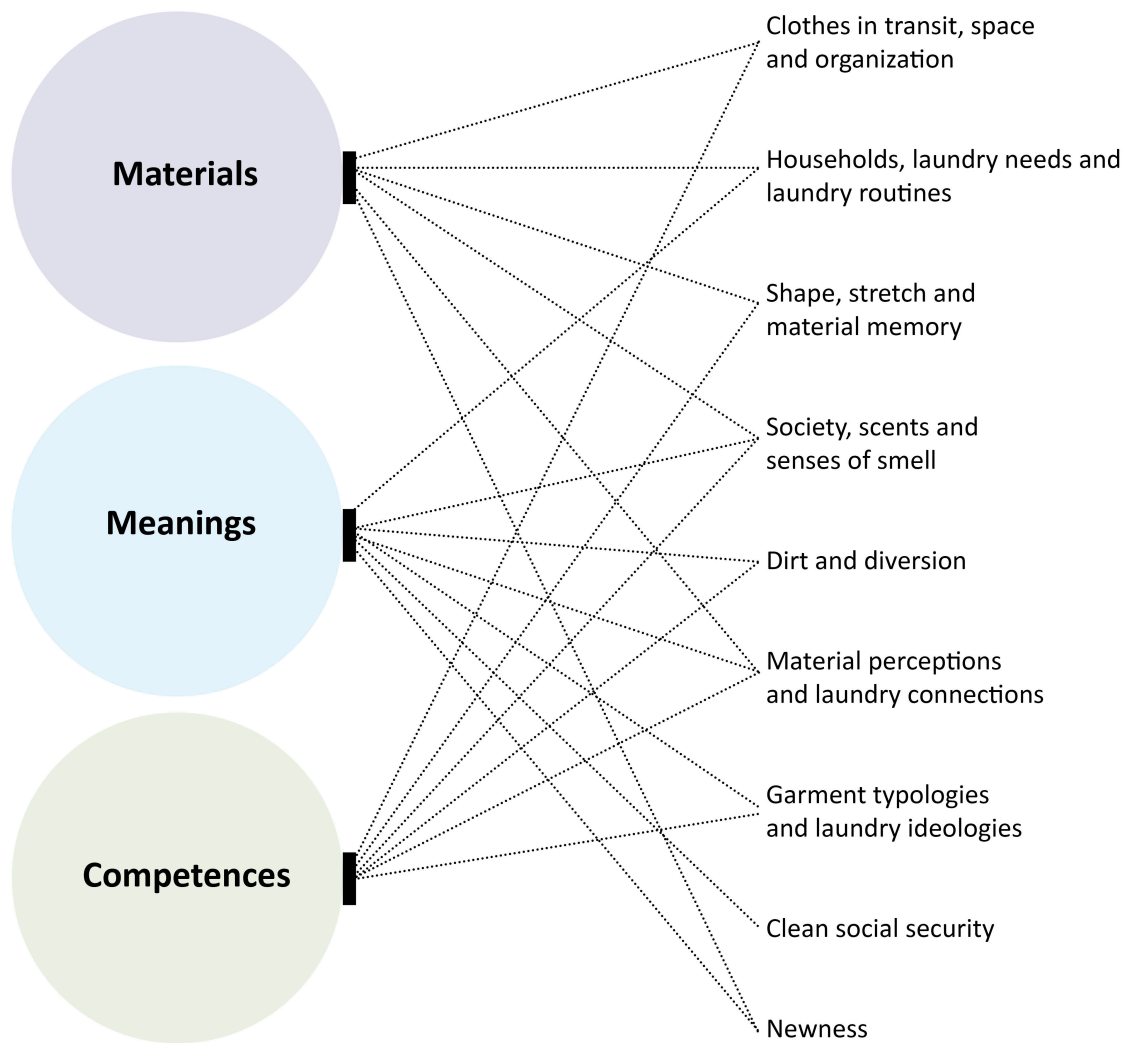 Materials
Meanings
Competences
Clothes in transit, space
and organization
Households, laundry needs and
laundry routines
Shape, stretch and
material memory
Society, scents and
senses of smell
Dirt and diversion
Material perceptions
and laundry connections
Garment typologies
and laundry ideologies
Clean social security
Newness